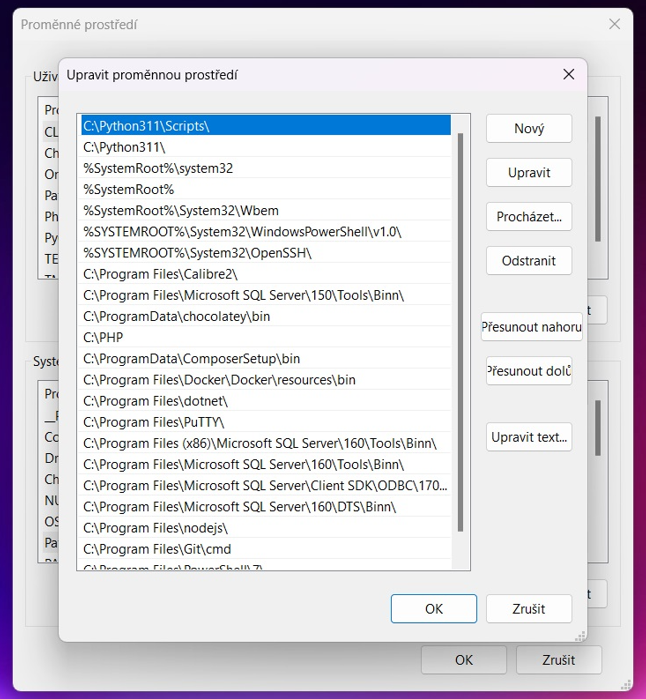 Proměnné prostředí
Uživ
Upravit proměnnou prostředí
Pro
CL
Ch
On
Pa
Ph
Py
TE
C:\Python311\Scripts\
C:\Python311\
%SystemRoot%\system32
%SystemRoot%
%SystemRoot%\System32\Wbem
%SYSTEMROOT%\System32\WindowsPowerShell\v1.0\
%SYSTEMROOT%\System32\OpenSSH\
C:\Program Files\Calibre2\
C:\Program Files\Microsoft SQL Server\150\Tools\Binn\
C:\ProgramData\chocolatey\bin
C:\PHP
C:\ProgramData\ComposerSetup\bin
C:\Program Files\Docker\Docker\resources\bin
C:\Program Files\dotnet\
C:\Program Files\PuTTY\
C:\Program Files (x86)\Microsoft SQL Server\160\Tools\Binn\
C:\Program Files\Microsoft SQL Server\160\Tools\Binn\
C:\Program Files\Microsoft SQL Server\Client SDK\ODBC\170...
C:\Program Files\Microsoft SQL Server\160\DTS\Binn\
C:\Program Files\nodejs\
C:\Program Files\Git\cmd
C:\Program Files\PowerShell\7\
Nový
Upravit
Procházet...
Odstranit
Přesunout nahoru
Přesunout dolů
Upravit text...
OK
Zrušit
Systé
Pro
Co
Dr
Ch
NU
OS
Pa
OK
Zrušit